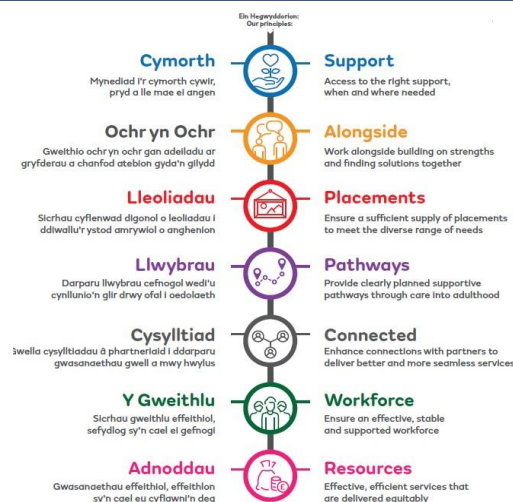 Ein Hegwyddorion:
Our principles:
Cymorth
Mynediad i'r cymorth cywir,
pryd a lle mae ei angen
Support
Access to the right support,
when and where needed
Ochr yn Ochr
Gweithio ochr yn ochr gan adeiladu ar
gryfderau a chanfod atebion gyda'n gilydd
Alongside
Work alongside building on strengths
and finding solutions together
Lleoliadau
Sicrhau cyflenwad digonol o leoliadau i
ddiwallu'r ystod amrywiol o anghenion
Placements
Ensure a sufficient supply of placements
to meet the diverse range of needs
Llwybrau
Darparu llwybrau cefnogol wedi'u
cynllunio'n glir drwy ofal i oedolaeth
Pathways
Provide clearly planned supportive
pathways through care into adulthood
Cysylltiad
Gwella cysylltiadau â phartneriaid i ddarparu
gwasanaethau gwell a mwy hwylus
Connected
Enhance connections with partners to
deliver better and more seamless services
Y Gweithlu
Sicrhau gweithlu effeithiol,
sefydlog sy'n cael ei gefnogi
Workforce
Ensure an effective, stable
and supported workforce
Adnoddau
Gwasanaethau effeithiol, effeithlon
sy'n cael eu cyflawni'n deg
Resources
Effective, efficient services that
are delivered equitably